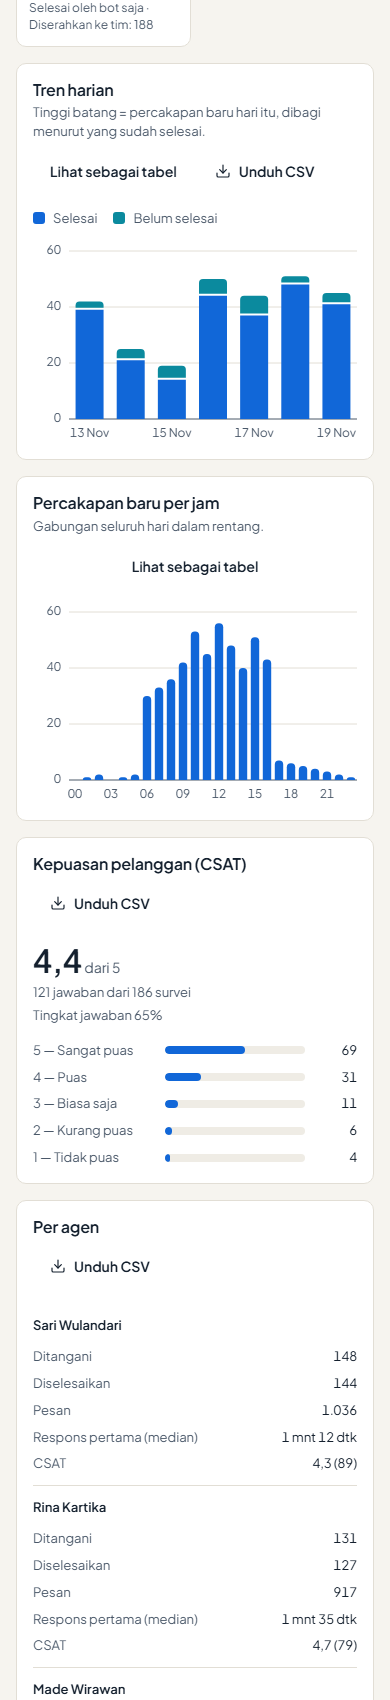 Selesai oleh bot saja ·
Diserahkan ke tim: 188
Tren harian
Tinggi batang = percakapan baru hari itu, dibagi
menurut yang sudah selesai.
Lihat sebagai tabel
Unduh CSV
Selesai
Belum selesai
60
40
20
0
13 Nov
15 Nov
17 Nov
19 Nov
Percakapan baru per jam
Gabungan seluruh hari dalam rentang.
Lihat sebagai tabel
60
40
20
0
00
03
06
09
12
15
18
21
Kepuasan pelanggan (CSAT)
Unduh CSV
4,4 dari 5
121 jawaban dari 186 survei
Tingkat jawaban 65%
5 — Sangat puas 69
4 — Puas 31
3 — Biasa saja 11
2 — Kurang puas 6
1 — Tidak puas 4
Per agen
Unduh CSV
Sari Wulandari
Ditangani 148
Diselesaikan 144
Pesan 1.036
Respons pertama (median) 1 mnt 12 dtk
CSAT 4,3 (89)
Rina Kartika
Ditangani 131
Diselesaikan 127
Pesan 917
Respons pertama (median) 1 mnt 35 dtk
CSAT 4,7 (79)
Made Wirawan